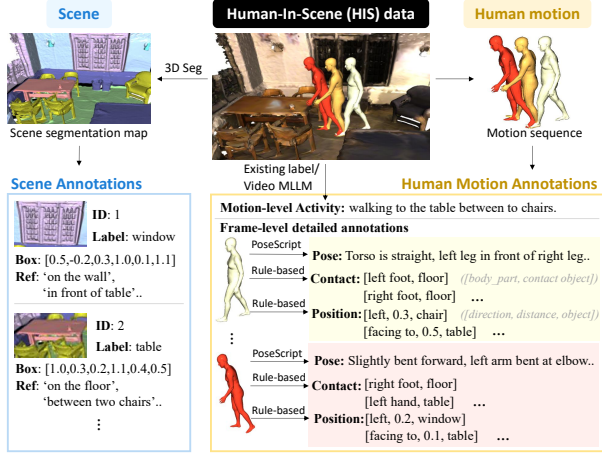 Scene
Human-In-Scene (HIS) data
Human motion
3D Seg
Scene segmentation map
Motion sequence
Existing label/
Video MLLM
Scene Annotations
ID: 1
Label: window
Box: [0.5,-0.2,0.3,1.0,0.1,1.1]
Ref: 'on the wall',
'in front of table'..
ID: 2
Label: table
Box: [1.0,0.3,0.2,1.1,0.4,0.5]
Ref: 'on the floor',
'between two chairs'..
⋮
Human Motion Annotations
Motion-level Activity: walking to the table between to chairs.
Frame-level detailed annotations
PoseScript
Pose: Torso is straight, left leg in front of right leg..
Rule-based
Contact: [left foot, floor] ([body_part, contact object])
[right foot, floor] ...
Rule-based
Position: [left, 0.3, chair] ([direction, distance, object)
[facing to, 0.5, table] ...
⋮
PoseScript
Pose: Slightly bent forward, left arm bent at elbow..
Rule-based
Contact: [right foot, floor]
[left hand, table] ...
Rule-based
Position: [left, 0.2, window]
[facing to, 0.1, table] ...